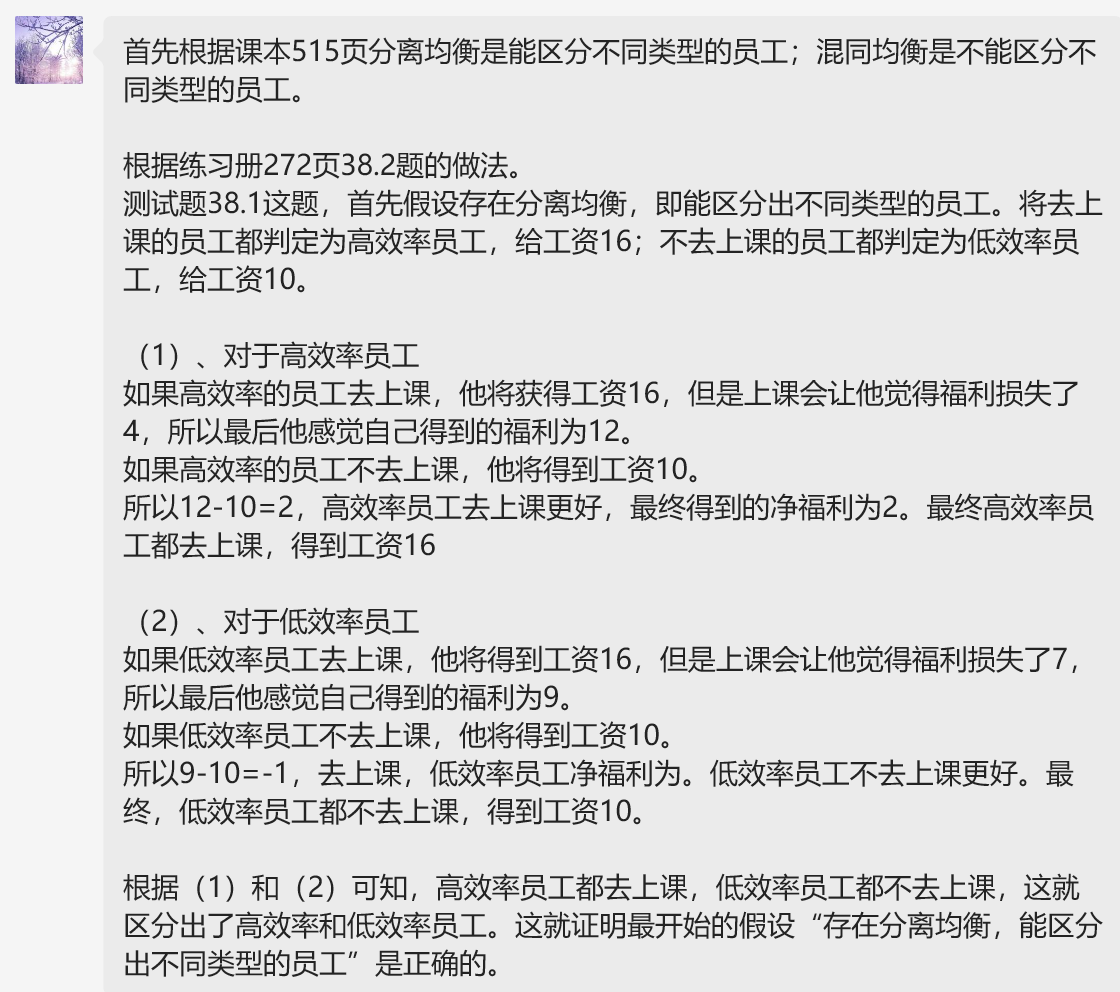 首先根据课本515页分离均衡是能区分不同类型的员工；混同均衡是不能区分不
同类型的员工。
根据练习册272页38.2题的做法。
测试题38.1这题，首先假设存在分离均衡，即能区分出不同类型的员工。将去上
课的员工都判定为高效率员工，给工资16；不去上课的员工都判定为低效率员
工，给工资10。
（1）、对于高效率员工
如果高效率的员工去上课，他将获得工资16，但是上课会让他觉得福利损失了
4，所以最后他感觉自己得到的福利为12。
如果高效率的员工不去上课，他将得到工资10。
所以12-10=2，高效率员工去上课更好，最终得到的净福利为2。最终高效率员
工都去上课，得到工资16
（2）、对于低效率员工
如果低效率员工去上课，他将得到工资16，但是上课会让他觉得福利损失了7，
所以最后他感觉自己得到的福利为9。
如果低效率员工不去上课，他将得到工资10。
所以9-10=-1，去上课，低效率员工净福利为。低效率员工不去上课更好。最
终，低效率员工都不去上课，得到工资10。
根据（1）和（2）可知，高效率员工都去上课，低效率员工都不去上课，这就
区分出了高效率和低效率员工。这就证明最开始的假设“存在分离均衡，能区分
出不同类型的员工”是正确的。